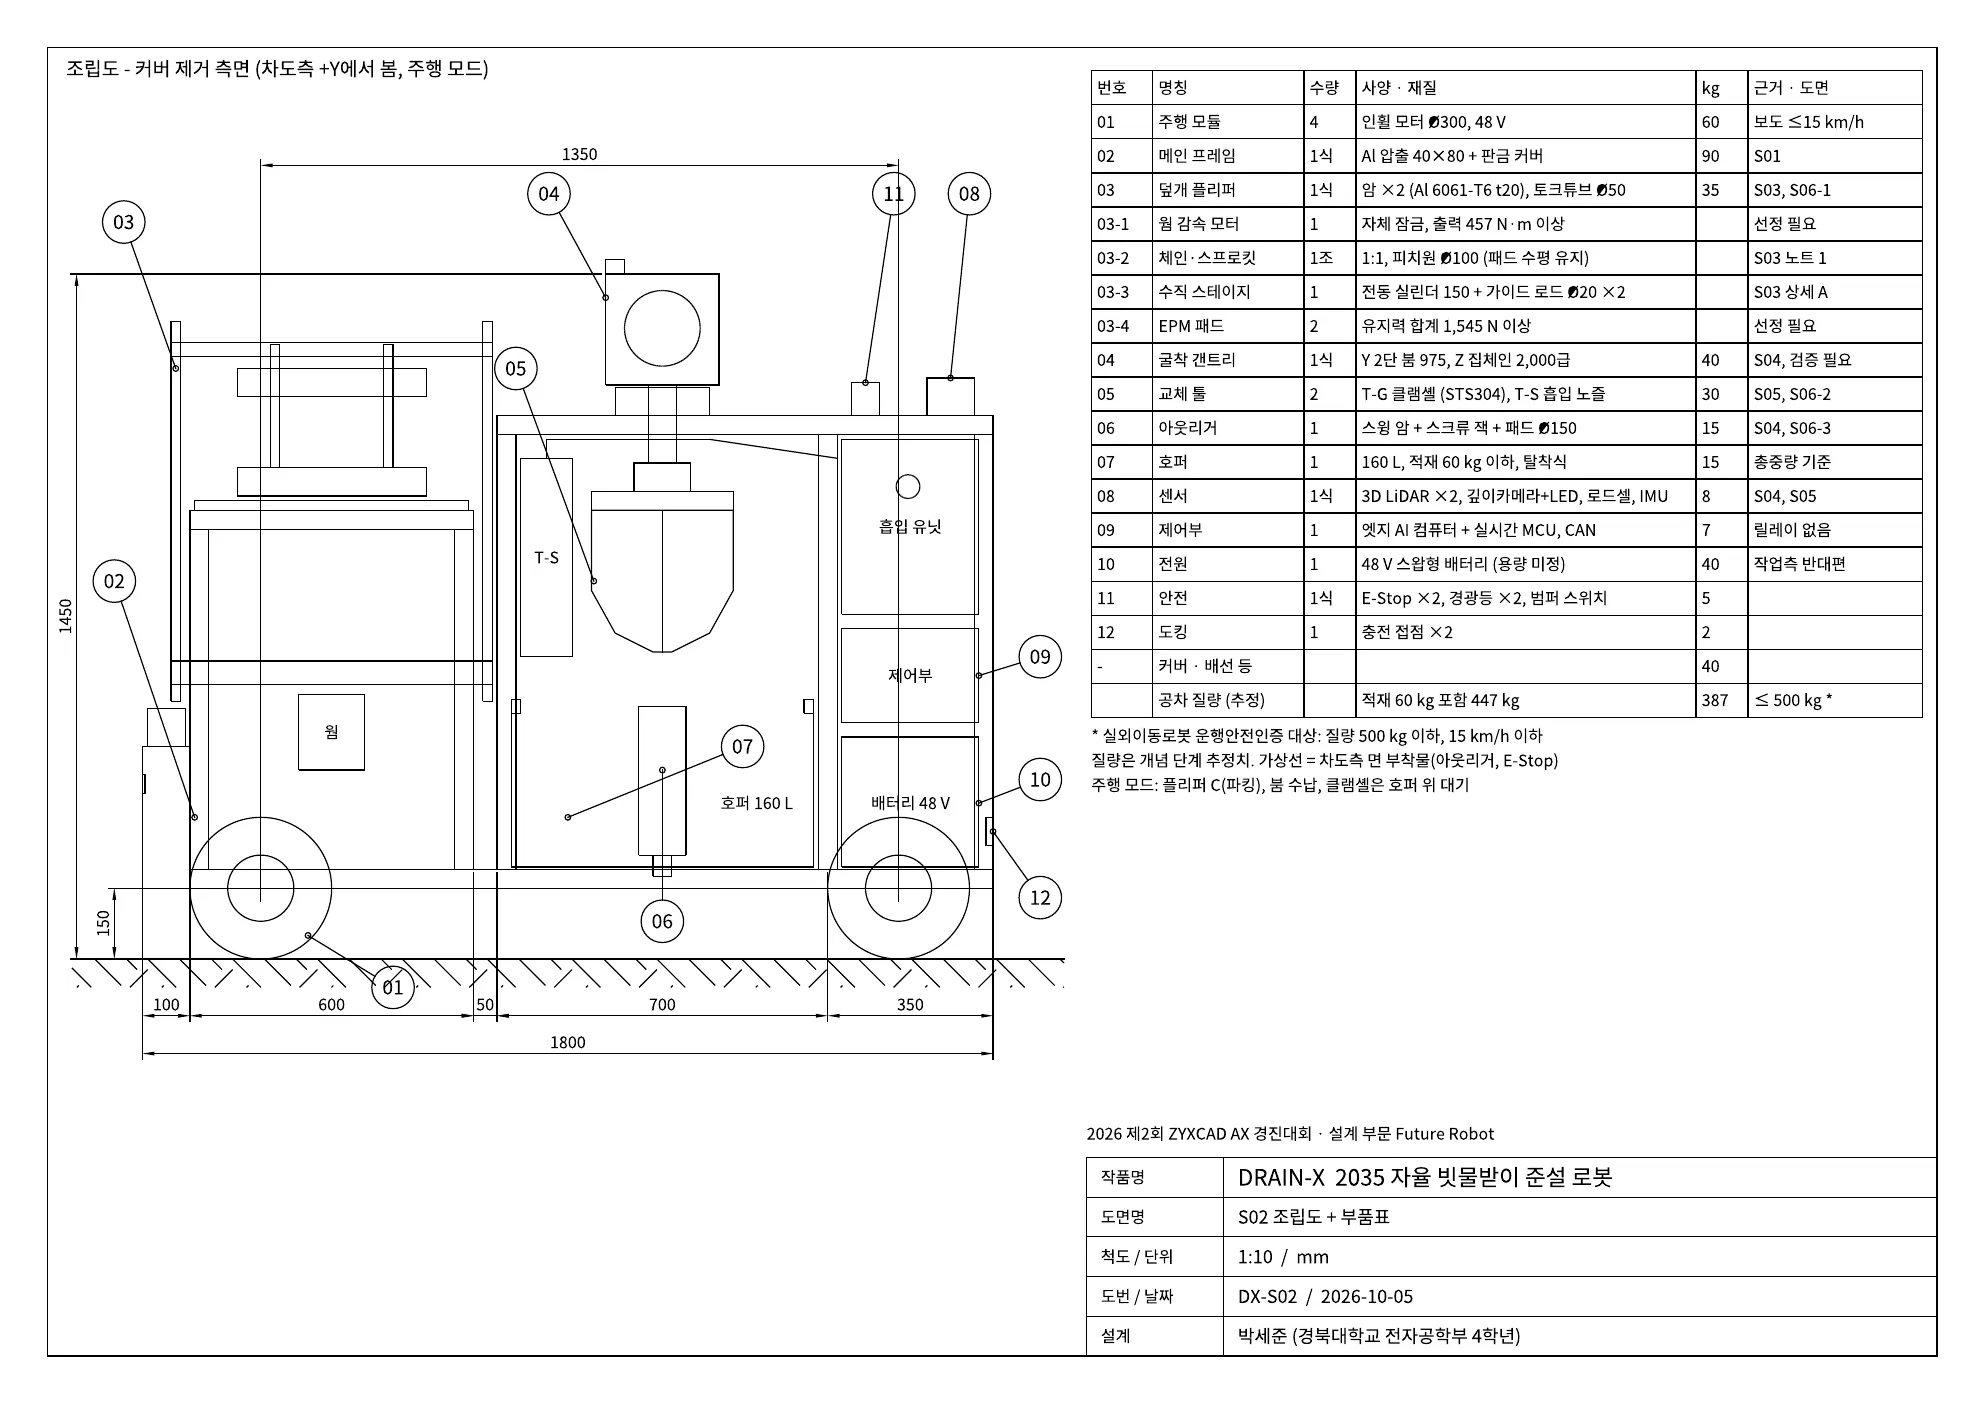 조립도 - 커버 제거 측면 (차도측 +Y에서 봄, 주행 모드)
1350
04
11
08
03
05
02
1450
T-S
흡입 유닛
웜
제어부
09
07
10
호퍼 160 L
배터리 48 V
12
150
06
01
100
600
50
700
350
1800
번호 명칭 수량 사양 · 재질 kg 근거 · 도면
01 주행 모듈 4 인휠 모터 Ø300, 48 V 60 보도 ≤15 km/h
02 메인 프레임 1식 Al 압출 40×80 + 판금 커버 90 S01
03 덮개 플리퍼 1식 암 ×2 (Al 6061-T6 t20), 토크튜브 Ø50 35 S03, S06-1
03-1 웜 감속 모터 1 자체 잠금, 출력 457 N·m 이상 선정 필요
03-2 체인·스프로킷 1조 1:1, 피치원 Ø100 (패드 수평 유지) S03 노트 1
03-3 수직 스테이지 1 전동 실린더 150 + 가이드 로드 Ø20 ×2 S03 상세 A
03-4 EPM 패드 2 유지력 합계 1,545 N 이상 선정 필요
04 굴착 갠트리 1식 Y 2단 붐 975, Z 집체인 2,000급 40 S04, 검증 필요
05 교체 툴 2 T-G 클램셸 (STS304), T-S 흡입 노즐 30 S05, S06-2
06 아웃리거 1 스윙 암 + 스크류 잭 + 패드 Ø150 15 S04, S06-3
07 호퍼 1 160 L, 적재 60 kg 이하, 탈착식 15 총중량 기준
08 센서 1식 3D LiDAR ×2, 깊이카메라+LED, 로드셀, IMU 8 S04, S05
09 제어부 1 엣지 AI 컴퓨터 + 실시간 MCU, CAN 7 릴레이 없음
10 전원 1 48 V 스왑형 배터리 (용량 미정) 40 작업측 반대편
11 안전 1식 E-Stop ×2, 경광등 ×2, 범퍼 스위치 5
12 도킹 1 충전 접점 ×2 2
- 커버 · 배선 등 40
공차 질량 (추정) 적재 60 kg 포함 447 kg 387 ≤ 500 kg *
* 실외이동로봇 운행안전인증 대상: 질량 500 kg 이하, 15 km/h 이하
질량은 개념 단계 추정치. 가상선 = 차도측 면 부착물(아웃리거, E-Stop)
주행 모드: 플리퍼 C(파킹), 붐 수납, 클램셸은 호퍼 위 대기
2026 제2회 ZYXCAD AX 경진대회 · 설계 부문 Future Robot
작품명 DRAIN-X 2035 자율 빗물받이 준설 로봇
도면명 S02 조립도 + 부품표
척도 / 단위 1:10 / mm
도번 / 날짜 DX-S02 / 2026-10-05
설계 박세준 (경북대학교 전자공학부 4학년)